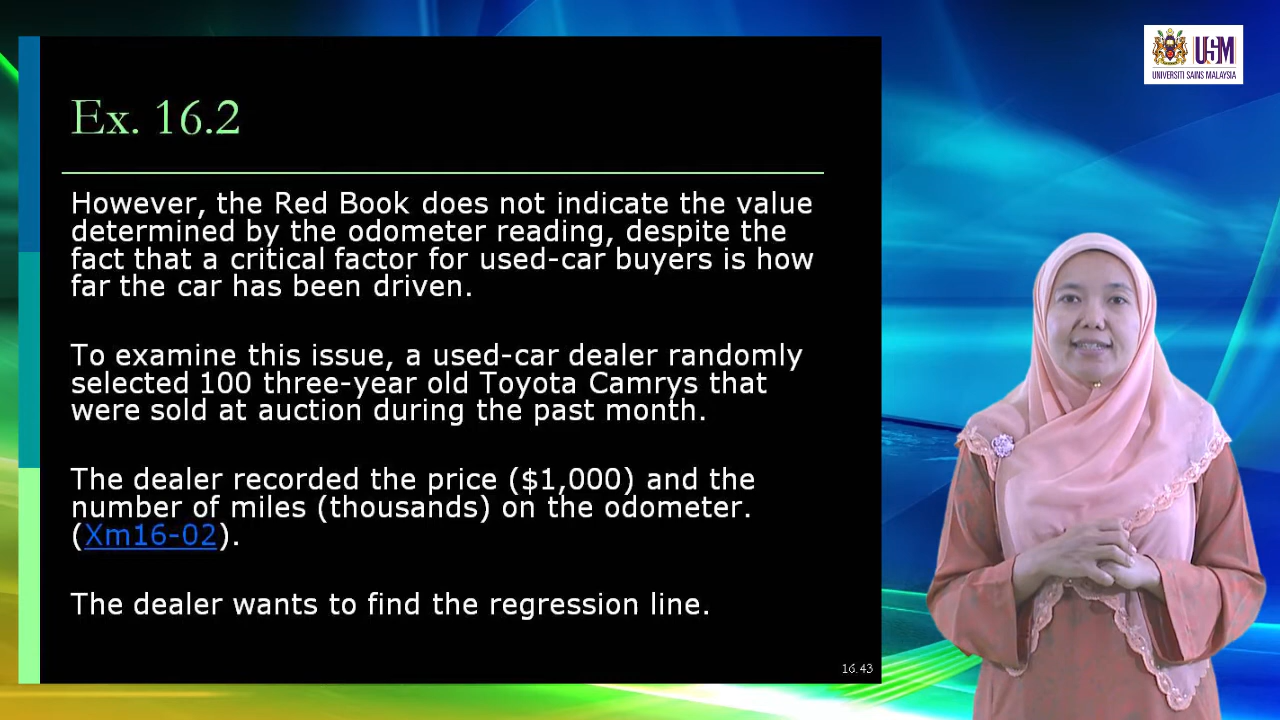 USM
UNIVERSITI SAINS MALAYSIA
Ex. 16.2
However, the Red Book does not indicate the value
determined by the odometer reading, despite the
fact that a critical factor for used-car buyers is how
far the car has been driven.
To examine this issue, a used-car dealer randomly
selected 100 three-year old Toyota Camrys that
were sold at auction during the past month.
The dealer recorded the price ($1,000) and the
number of miles (thousands) on the odometer.
(Xm16-02).
The dealer wants to find the regression line.
16.43